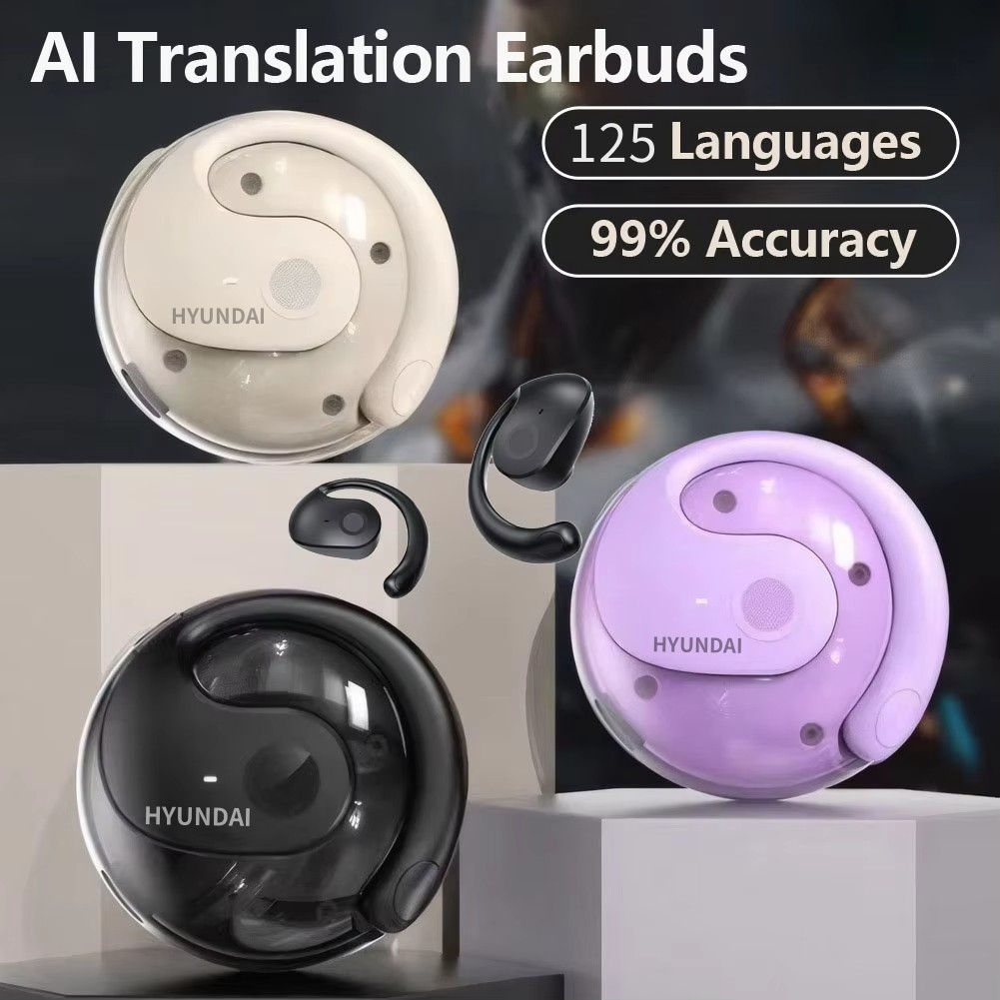 AI Translation Earbuds
125 Languages
99% Accuracy
HYUNDAI
HYUNDAI
HYUNDAI